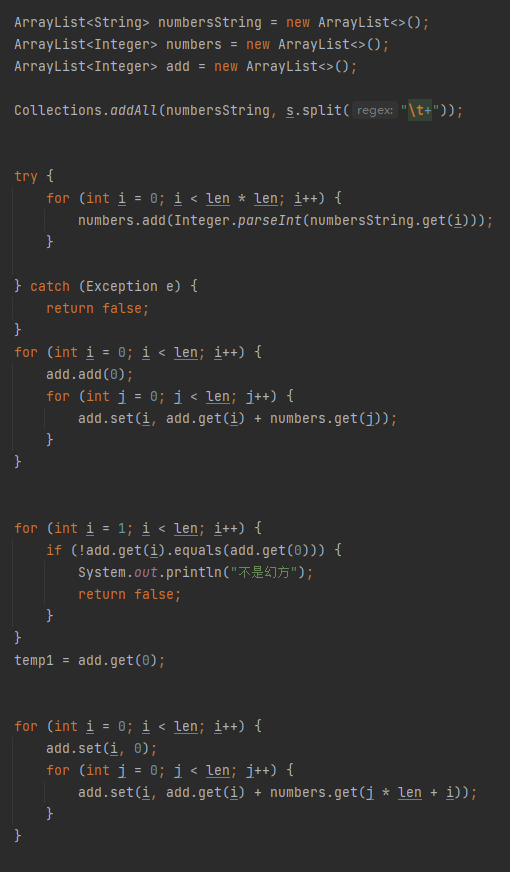 ArrayList<String> numbersString = new ArrayList<>();
ArrayList<Integer> numbers = new ArrayList<>();
ArrayList<Integer> add = new ArrayList<>();
Collections.addAll(numbersString, s.split( regex: "\t+"));
try {
for (int i = 0; i < len * len; i++) {
numbers.add(Integer.parseInt(numbersString.get(i)));
}
} catch (Exception e) {
return false;
}
for (int i = 0; i < len; i++) {
add.add(0);
for (int j = 0; j < len; j++) {
add.set(i, add.get(i) + numbers.get(j));
}
}
for (int i = 1; i < len; i++) {
if (!add.get(i).equals(add.get(0))) {
System.out.println("不是幻方");
return false;
}
}
temp1 = add.get(0);
for (int i = 0; i < len; i++) {
add.set(i, 0);
for (int j = 0; j < len; j++) {
add.set(i, add.get(i) + numbers.get(j * len + i));
}
}